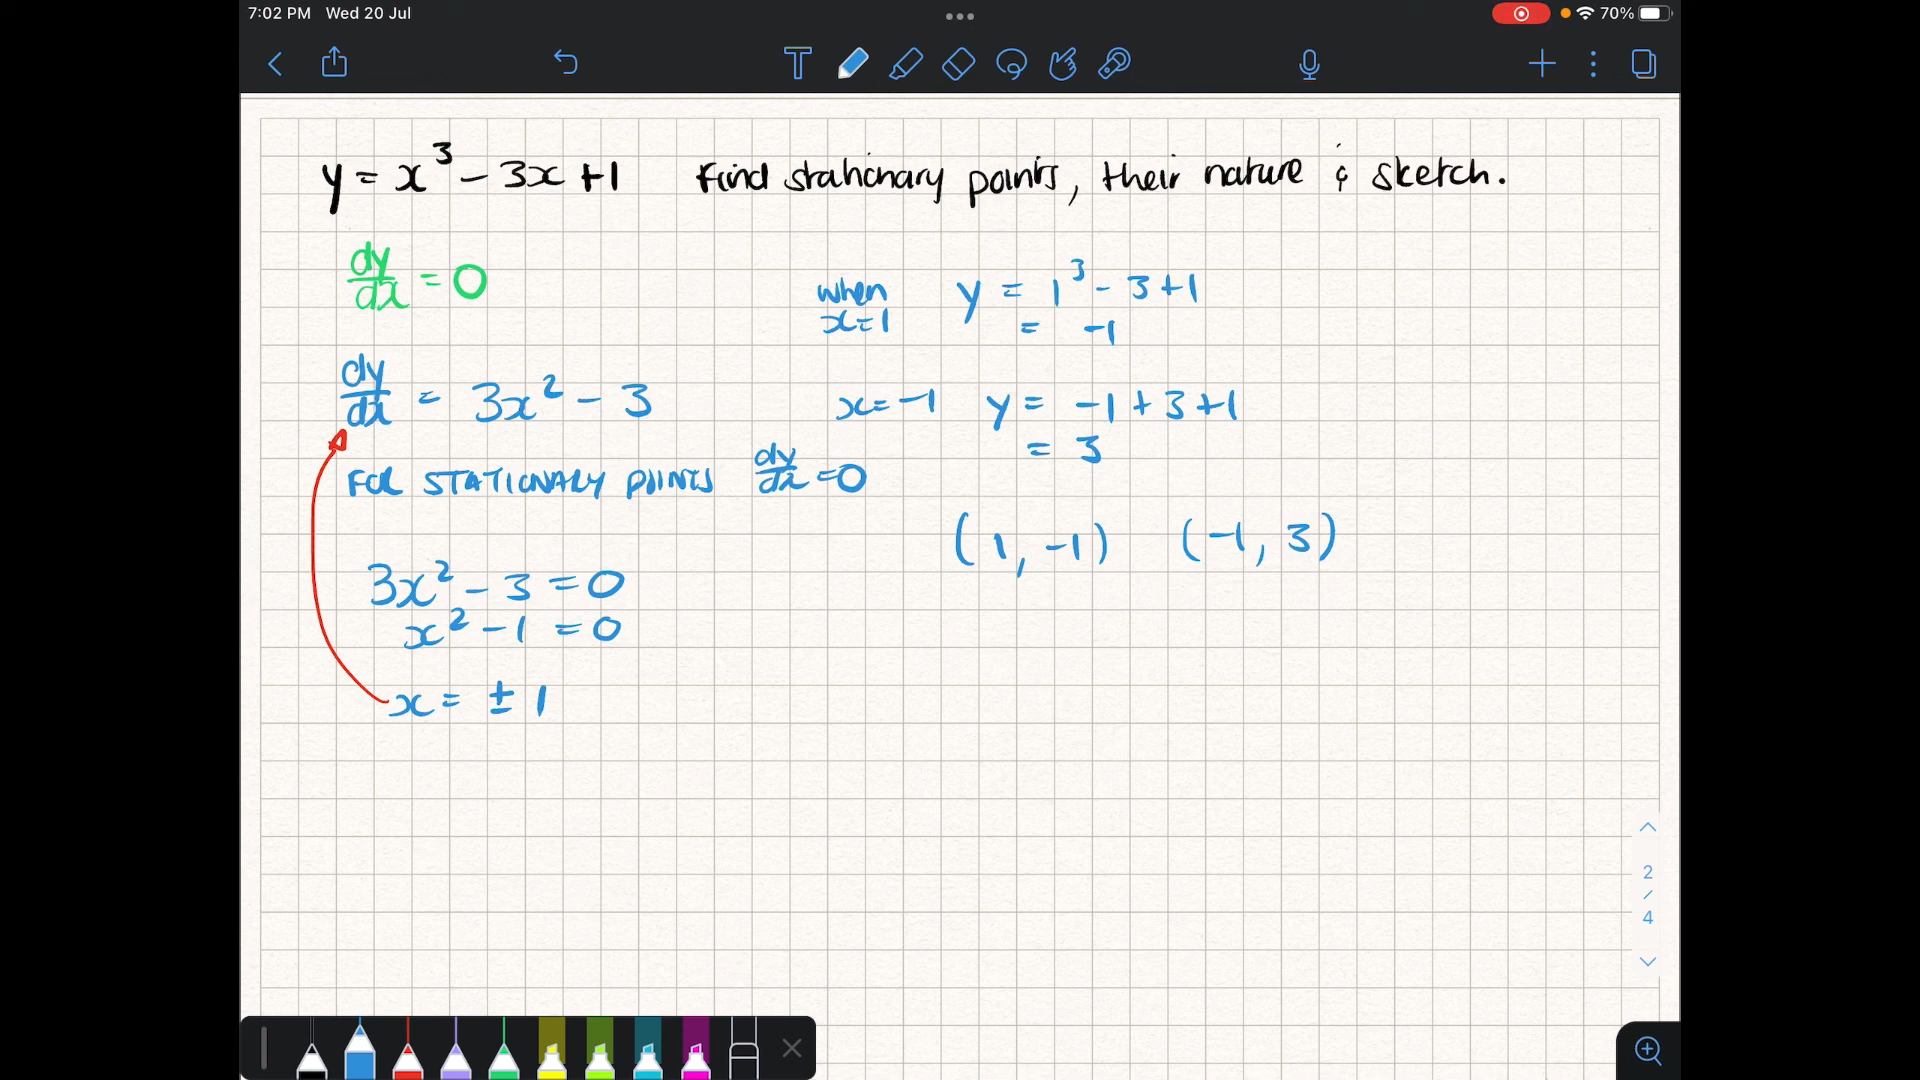 7:02 PM Wed 20 Jul
70%
T
y = x³ - 3x + 1 Find stationary points, their nature & sketch.
dy/dx = 0
dy/dx = 3x² - 3
FOR STATIONARY POINTS dy/dx = 0
3x² - 3 = 0
x² - 1 = 0
x = ± 1
when x = 1 y = 1³ - 3 + 1
= -1
x = -1 y = -1 + 3 + 1
= 3
(1, -1) (-1, 3)
2
/
4